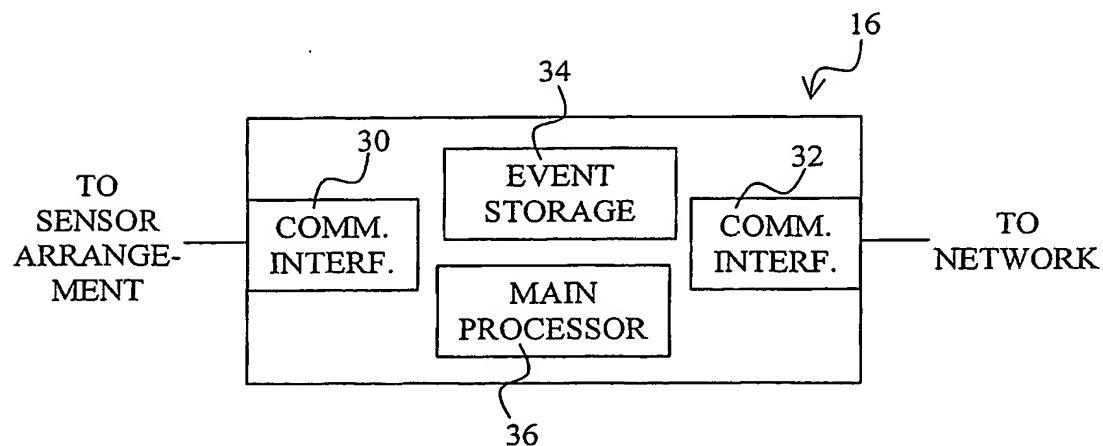 16
34
30
32
EVENT
STORAGE
TO
SENSOR
ARRANGE-
MENT
COMM.
INTERF.
COMM.
INTERF.
TO
NETWORK
MAIN
PROCESSOR
36